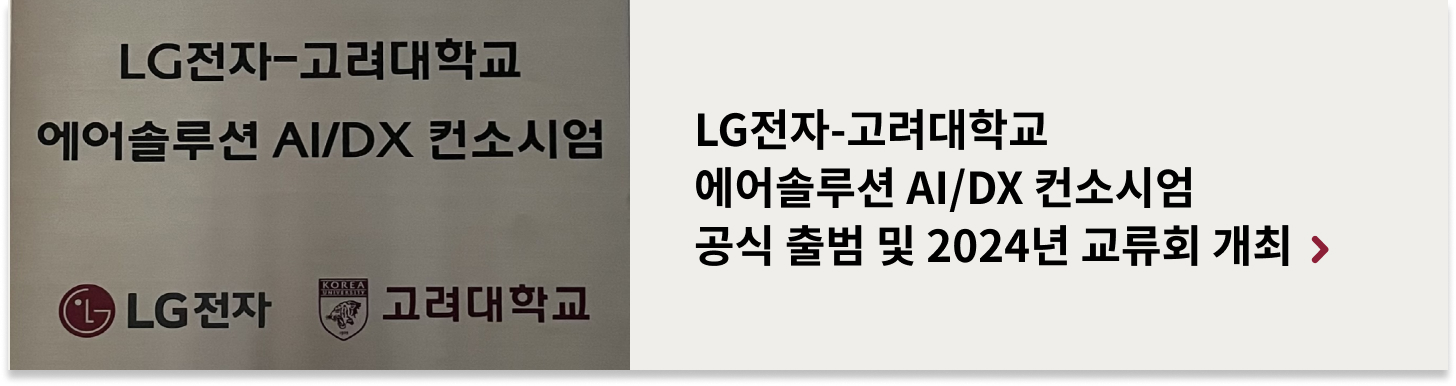 LG전자-고려대학교
에어솔루션 AI/DX 컨소시엄
LG전자
KOREA
UNIVERSITY
고려대학교
LG전자-고려대학교
에어솔루션 AI/DX 컨소시엄
공식 출범 및 2024년 교류회 개최